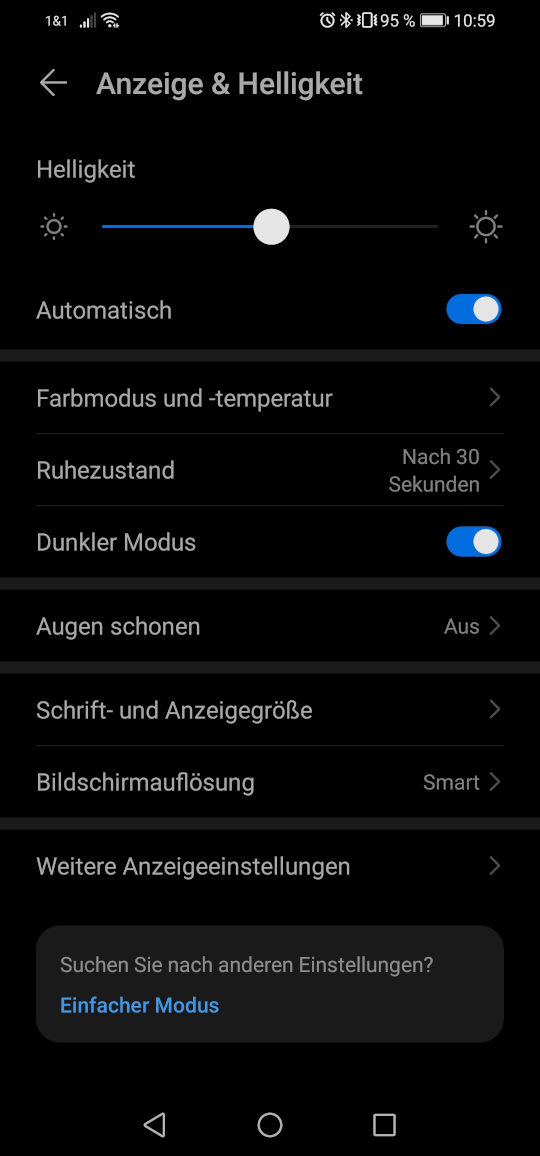 1&1 95 % 10:59
Anzeige & Helligkeit
Helligkeit
Automatisch
Farbmodus und -temperatur
Ruhezustand Nach 30
Sekunden
Dunkler Modus
Augen schonen Aus
Schrift- und Anzeigegröße
Bildschirmauflösung Smart
Weitere Anzeigeeinstellungen
Suchen Sie nach anderen Einstellungen?
Einfacher Modus